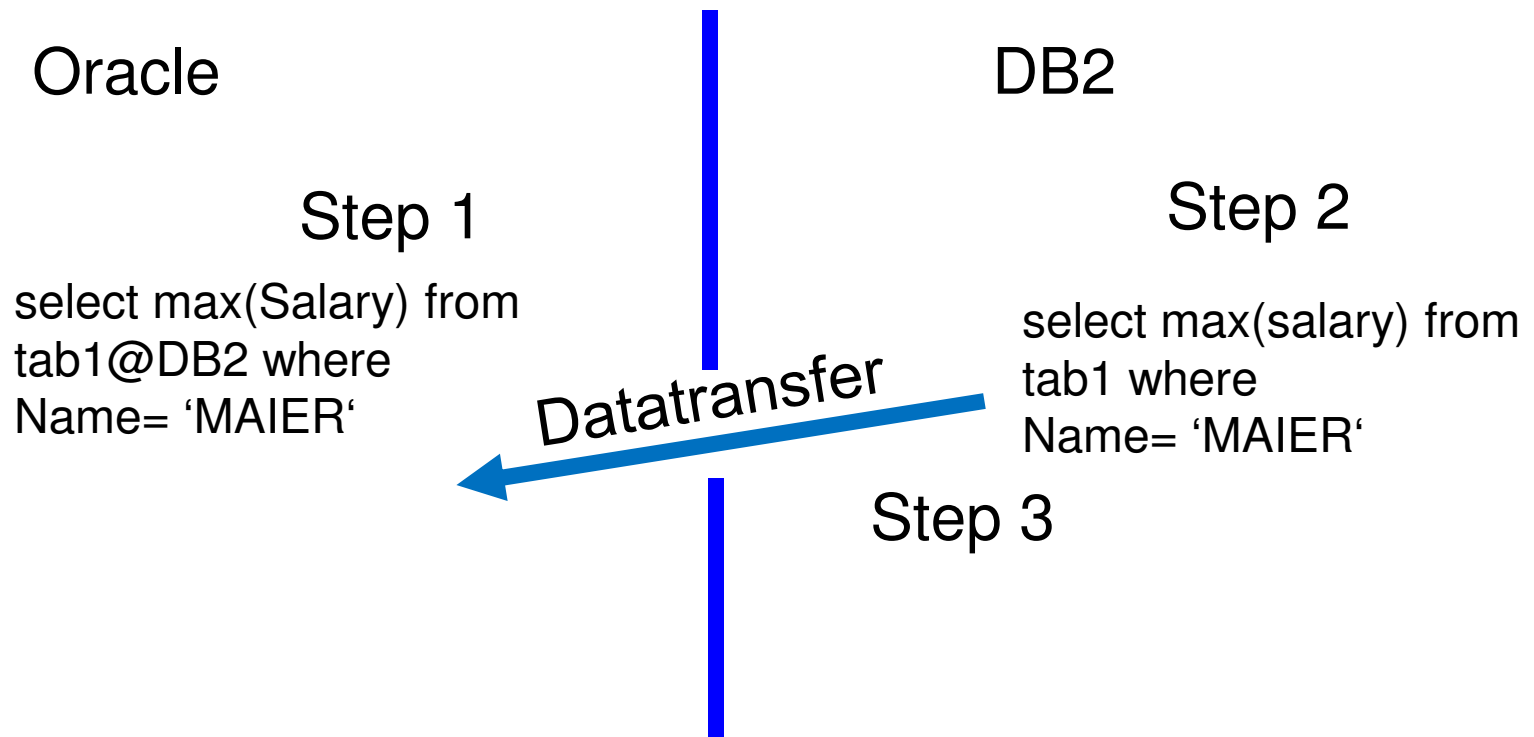 Oracle
DB2
Step 1
select max(Salary) from
tab1@DB2 where
Name= ‘MAIER‘
Step 2
select max(salary) from
tab1 where
Name= ‘MAIER‘
Datatransfer
Step 3